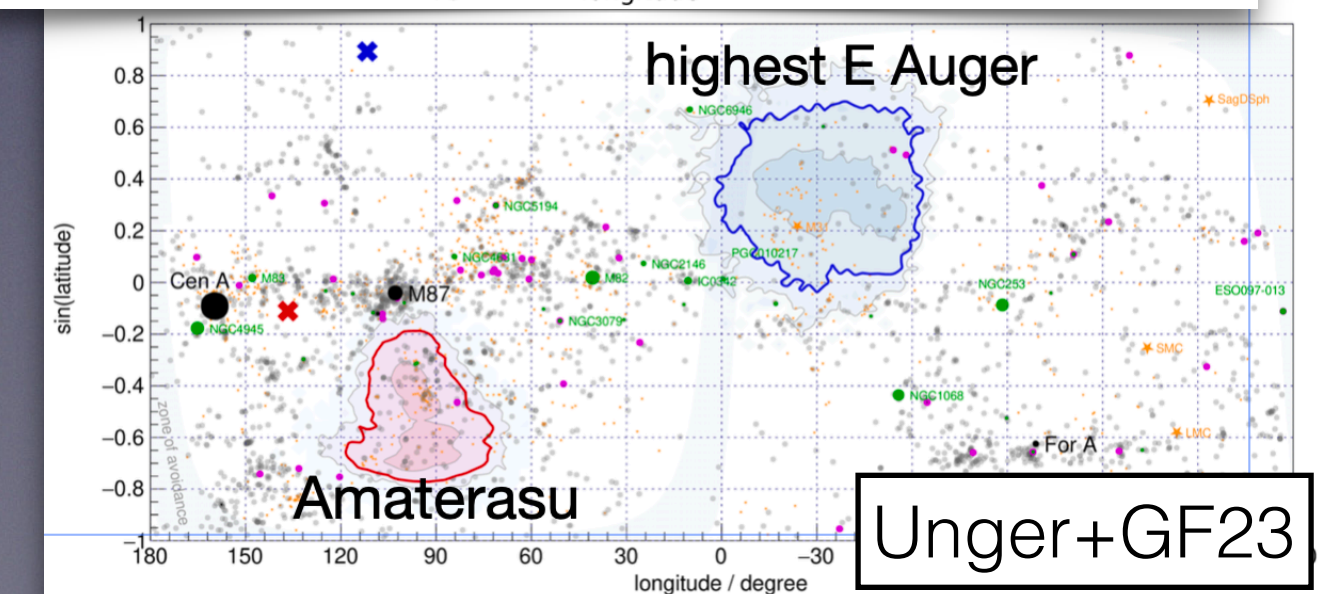 highest E Auger
1
0.8
0.6
0.4
0.2
0
−0.2
−0.4
−0.6
−0.8
−1
sin(latitude)
SagDSph
NGC6946
NGC5194
M31
PGC010217
NGC2146
IC0342
M82
NGC4631
Cen A
M83
M87
NGC253
ESO097-013
NGC4945
NGC3079
SMC
NGC1068
LMC
For A
zone of avoidance
Amaterasu
Unger+GF23
180
150
120
90
60
30
0
−30
longitude / degree